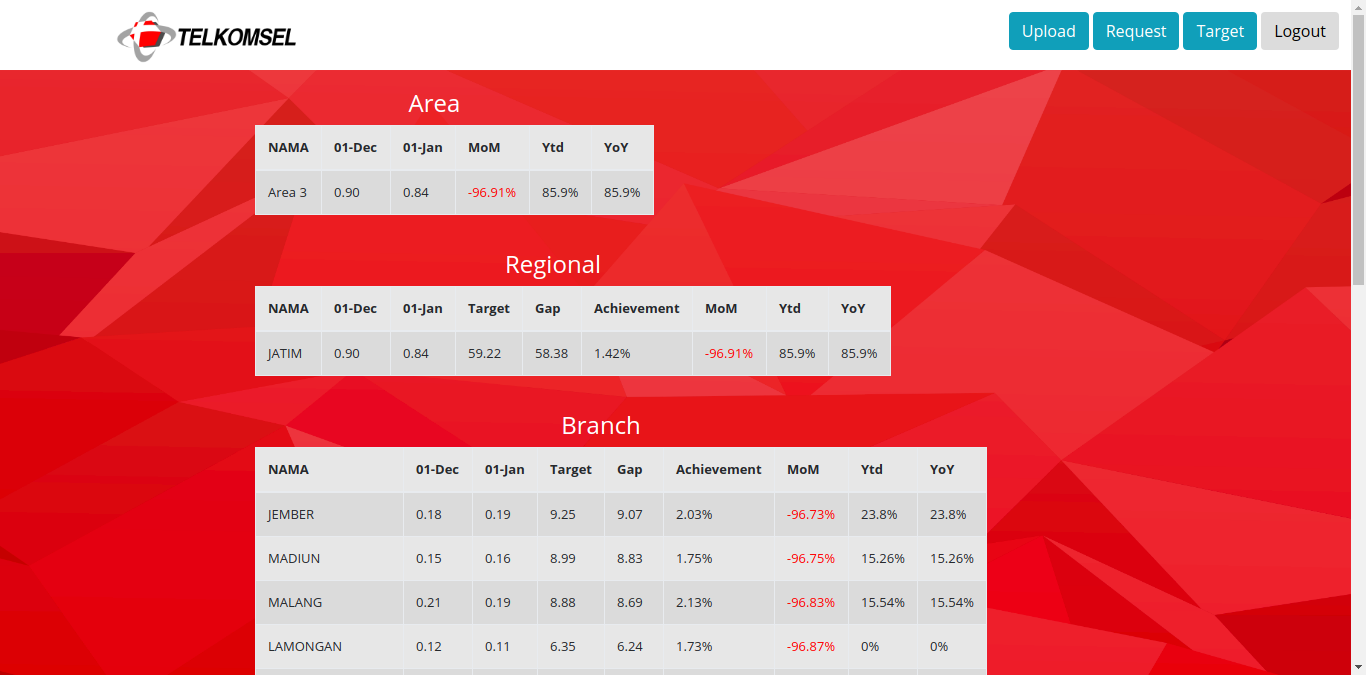 TELKOMSEL
Upload Request Target Logout
Area
NAMA 01-Dec 01-Jan MoM Ytd YoY
Area 3 0.90 0.84 -96.91% 85.9% 85.9%
Regional
NAMA 01-Dec 01-Jan Target Gap Achievement MoM Ytd YoY
JATIM 0.90 0.84 59.22 58.38 1.42% -96.91% 85.9% 85.9%
Branch
NAMA 01-Dec 01-Jan Target Gap Achievement MoM Ytd YoY
JEMBER 0.18 0.19 9.25 9.07 2.03% -96.73% 23.8% 23.8%
MADIUN 0.15 0.16 8.99 8.83 1.75% -96.75% 15.26% 15.26%
MALANG 0.21 0.19 8.88 8.69 2.13% -96.83% 15.54% 15.54%
LAMONGAN 0.12 0.11 6.35 6.24 1.73% -96.87% 0% 0%